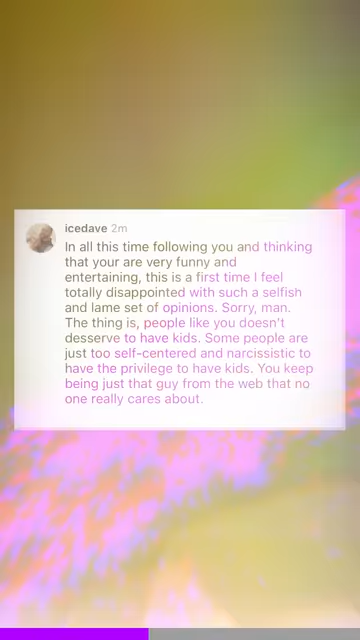 icedave 2m
In all this time following you and thinking
that your are very funny and
entertaining, this is a first time I feel
totally disappointed with such a selfish
and lame set of opinions. Sorry, man.
The thing is, people like you doesn't
desserve to have kids. Some people are
just too self-centered and narcissistic to
have the privilege to have kids. You keep
being just that guy from the web that no
one really cares about.